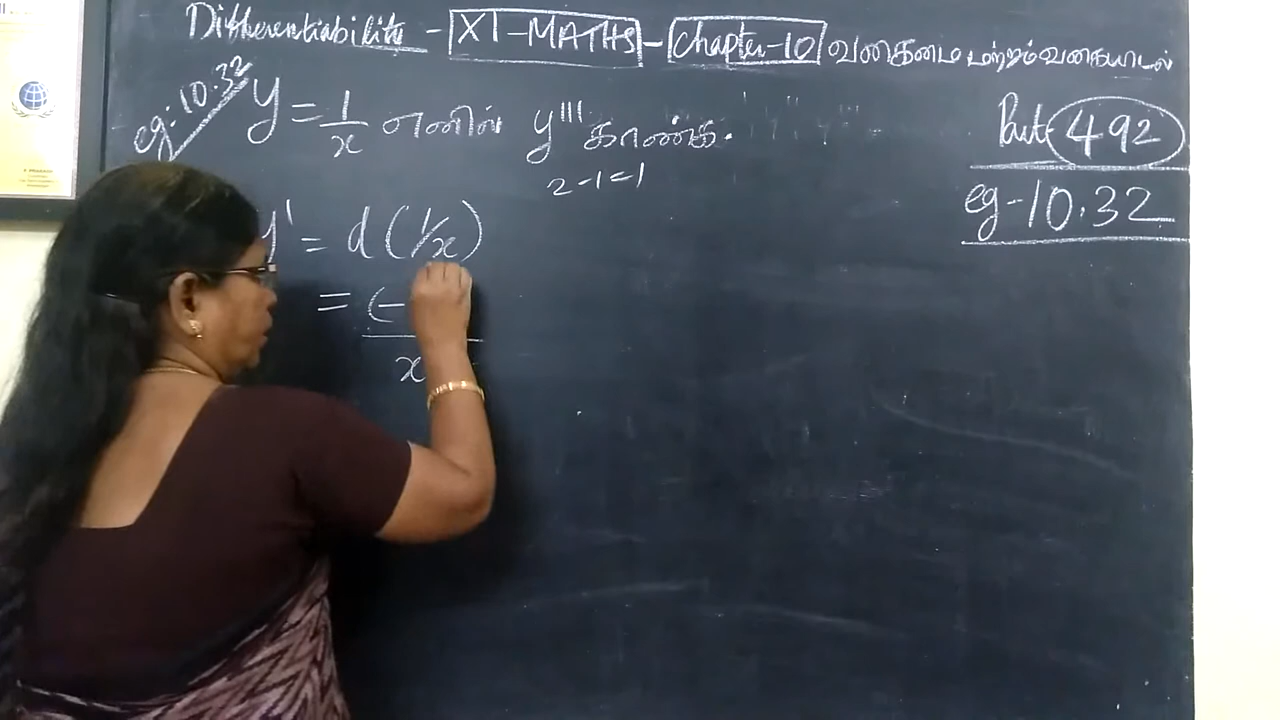 Differentiability - XI-MATHS - Chapter-10 வகைமை மற்றும் வகையிடல்
eg:10.32 y = 1/x எனில் y''' காண்க.
2-1=1
Part 492
eg-10.32
y' = d(1/x)
= (-
x